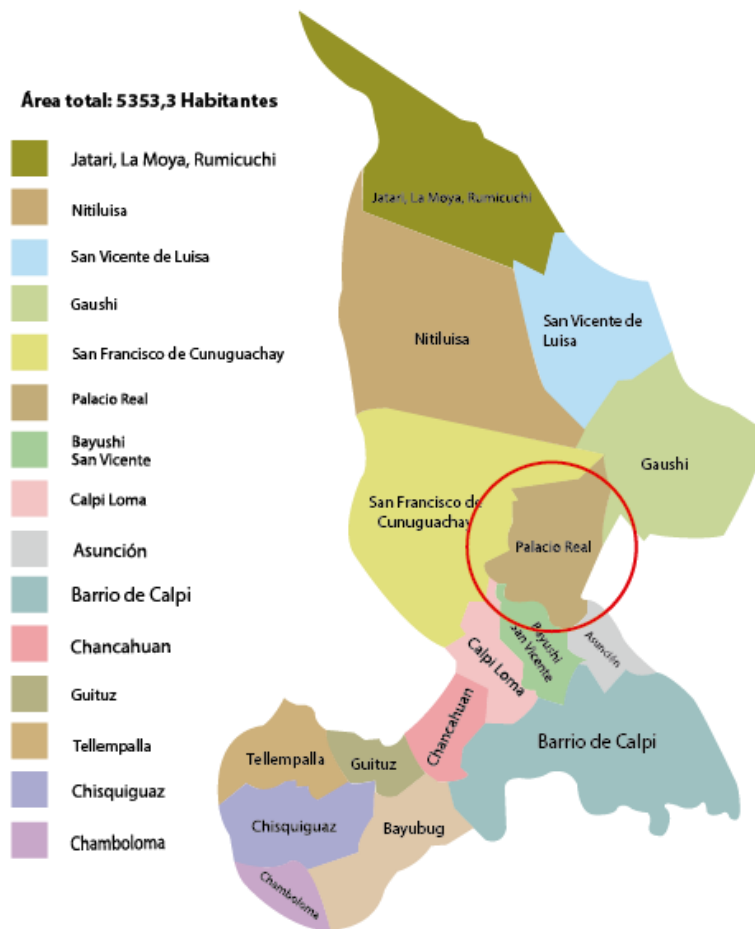 Área total: 5353,3 Habitantes
Jatari, La Moya, Rumicuchi
Nitiluisa
San Vicente de Luisa
Gaushi
San Francisco de Cunuguachay
Palacio Real
Bayushi
San Vicente
Calpi Loma
Asunción
Barrio de Calpi
Chancahuan
Guituz
Tellempalla
Chisquiguaz
Chamboloma
Jatari, La Moya, Rumicuchi
Nitiluisa
San Vicente de
Luisa
Gaushi
San Francisco de
Cunuguachay
Palacio Real
Bayushi
San Vicente
Asunción
Calpi Loma
Chancahuan
Barrio de Calpi
Tellempalla
Guituz
Chisquiguaz
Bayubug
Chamboloma